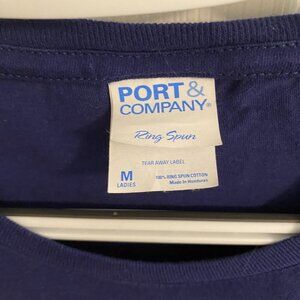 PORT &
COMPANY®
Ring Spun
TEAR AWAY LABEL
M
LADIES
100% RING SPUN COTTON
Made in Honduras